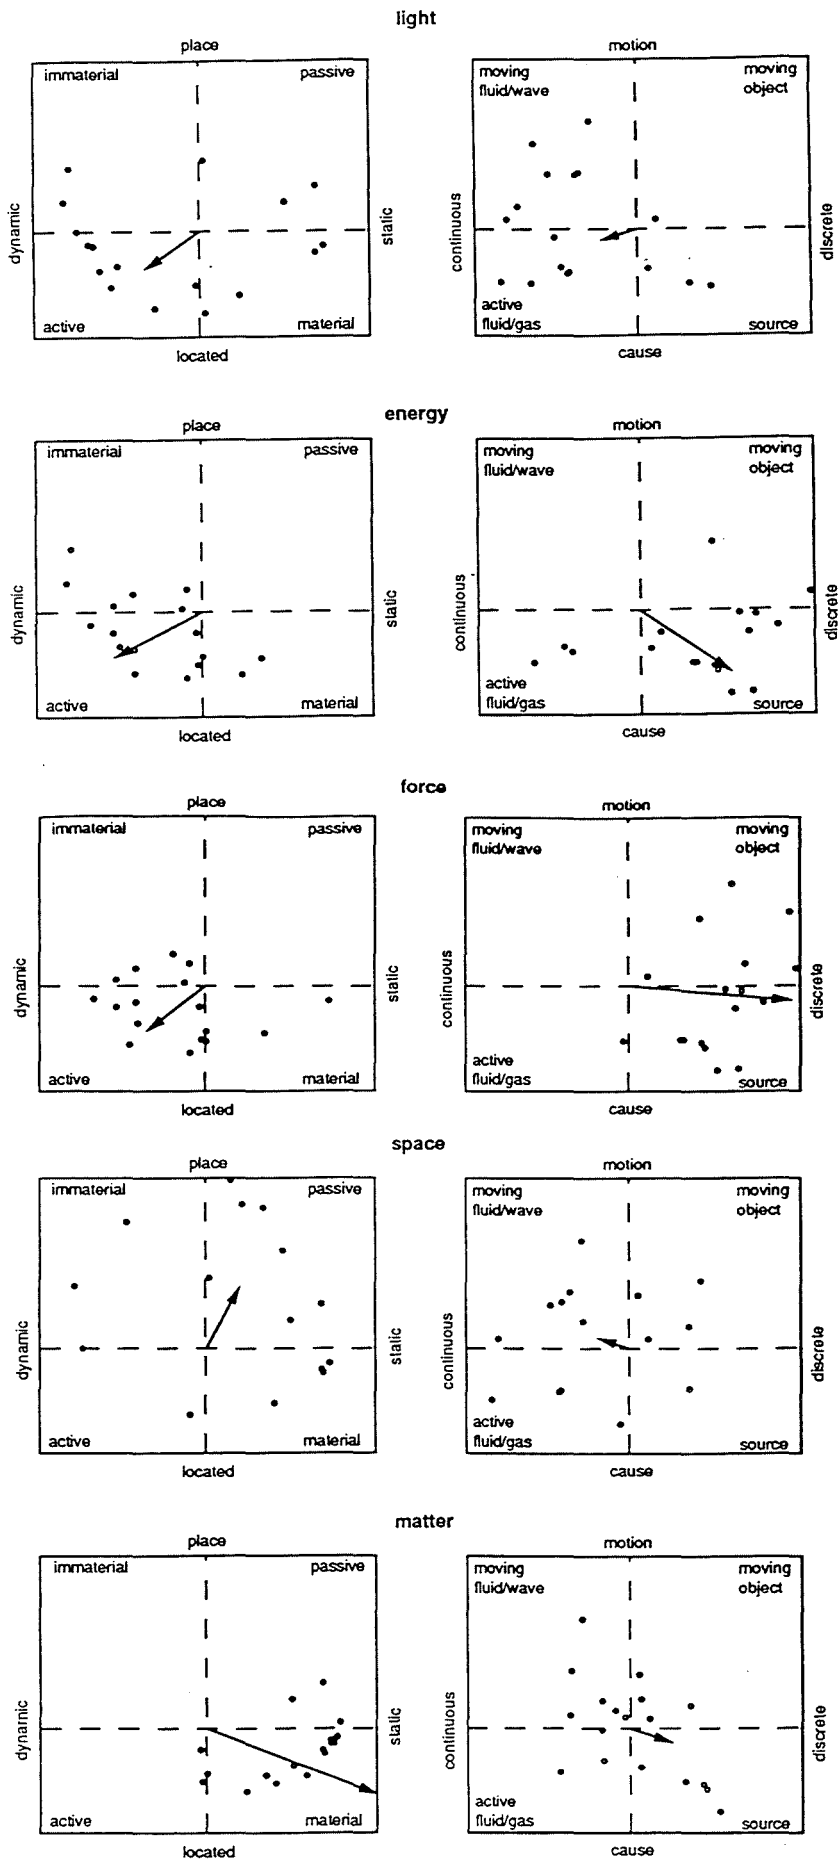 light
place
immaterial passive
dynamic
static
active material
located
motion
moving
fluid/wave
moving
object
continuous
discrete
active
fluid/gas
source
cause
energy
place
immaterial passive
dynamic
static
active material
located
motion
moving
fluid/wave
moving
object
continuous
discrete
active
fluid/gas
source
cause
force
place
immaterial passive
dynamic
static
active material
located
motion
moving
fluid/wave
moving
object
continuous
discrete
active
fluid/gas
source
cause
space
place
immaterial passive
dynamic
static
active material
located
motion
moving
fluid/wave
moving
object
continuous
discrete
active
fluid/gas
source
cause
matter
place
immaterial passive
dynamic
static
active material
located
motion
moving
fluid/wave
moving
object
continuous
discrete
active
fluid/gas
source
cause